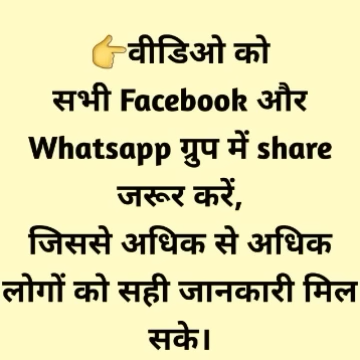 👉वीडिओ को
सभी Facebook और
Whatsapp ग्रुप में share
जरूर करें,
जिससे अधिक से अधिक
लोगों को सही जानकारी मिल
सके।